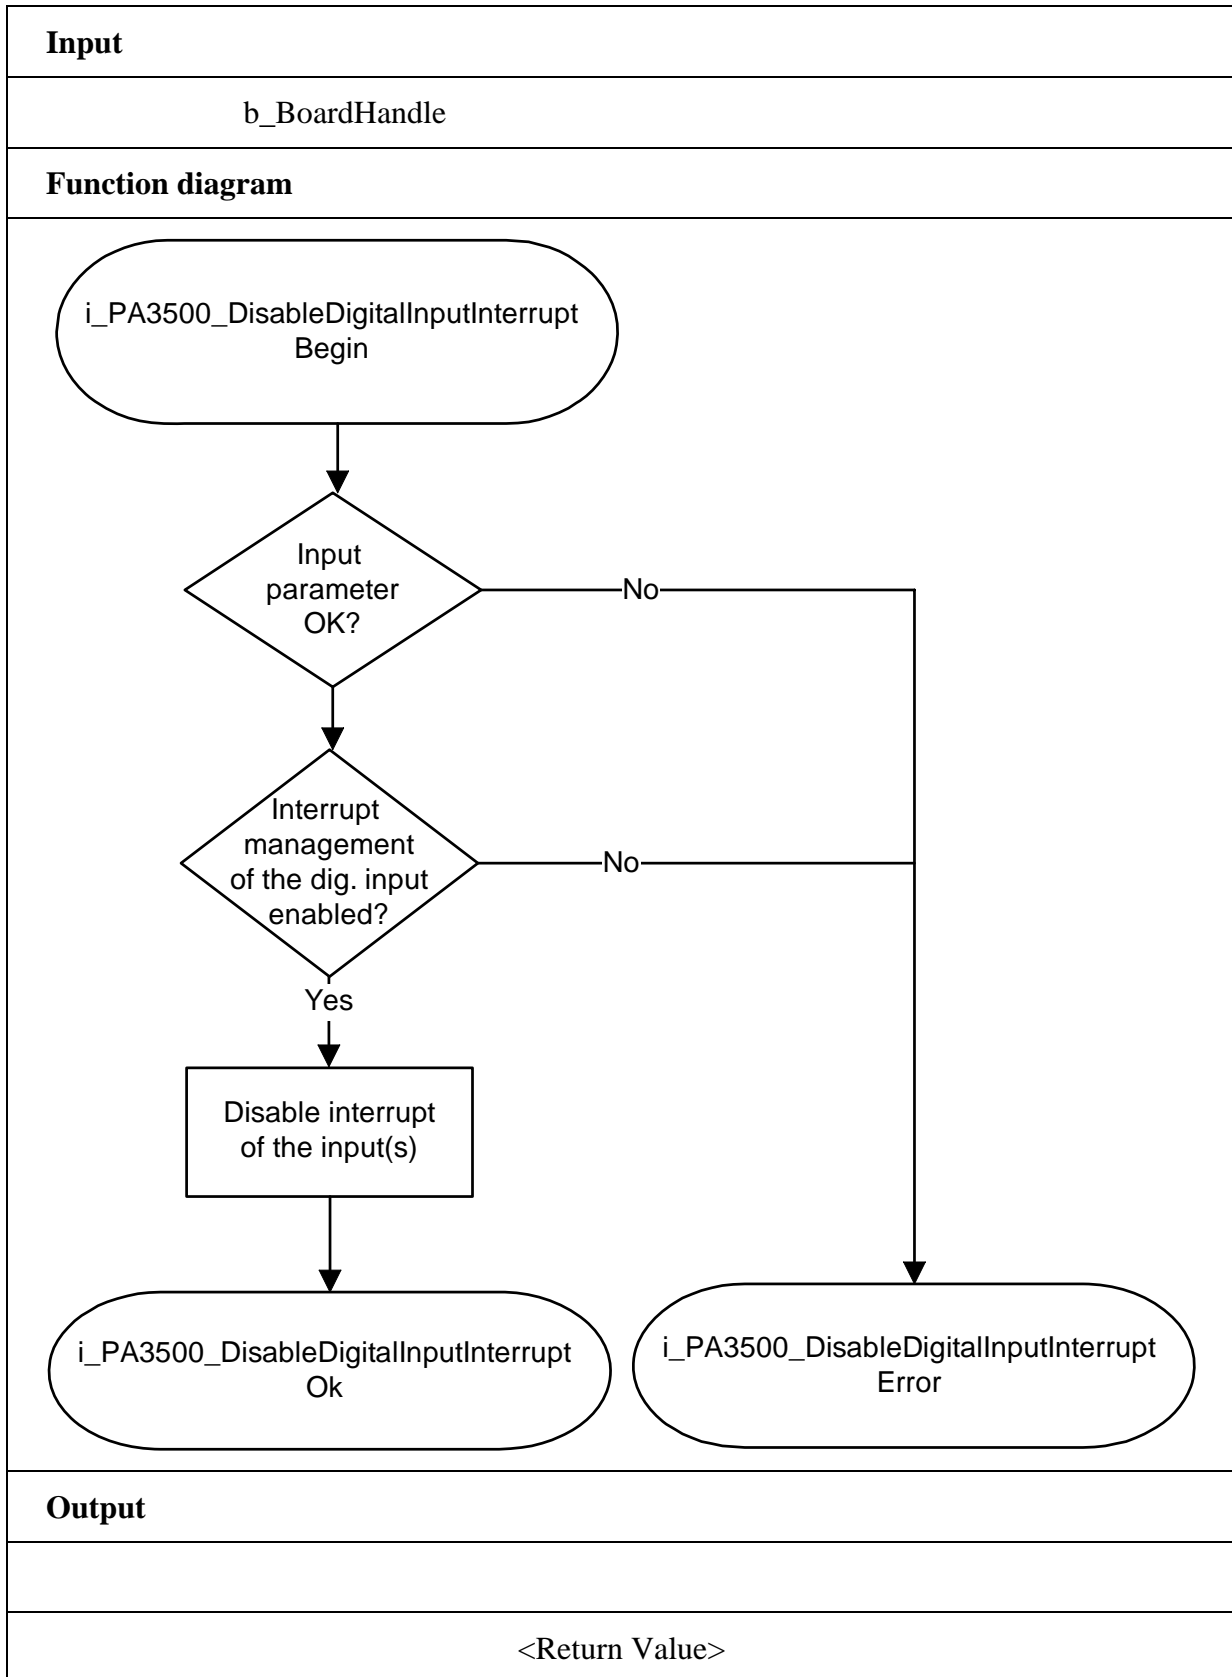 Input
b_BoardHandle
Function diagram
i_PA3500_DisableDigitalInputInterrupt
Begin
Input
parameter
OK?
No
Interrupt
management
of the dig. input
enabled?
No
Yes
Disable interrupt
of the input(s)
i_PA3500_DisableDigitalInputInterrupt
Ok
i_PA3500_DisableDigitalInputInterrupt
Error
Output
<Return Value>